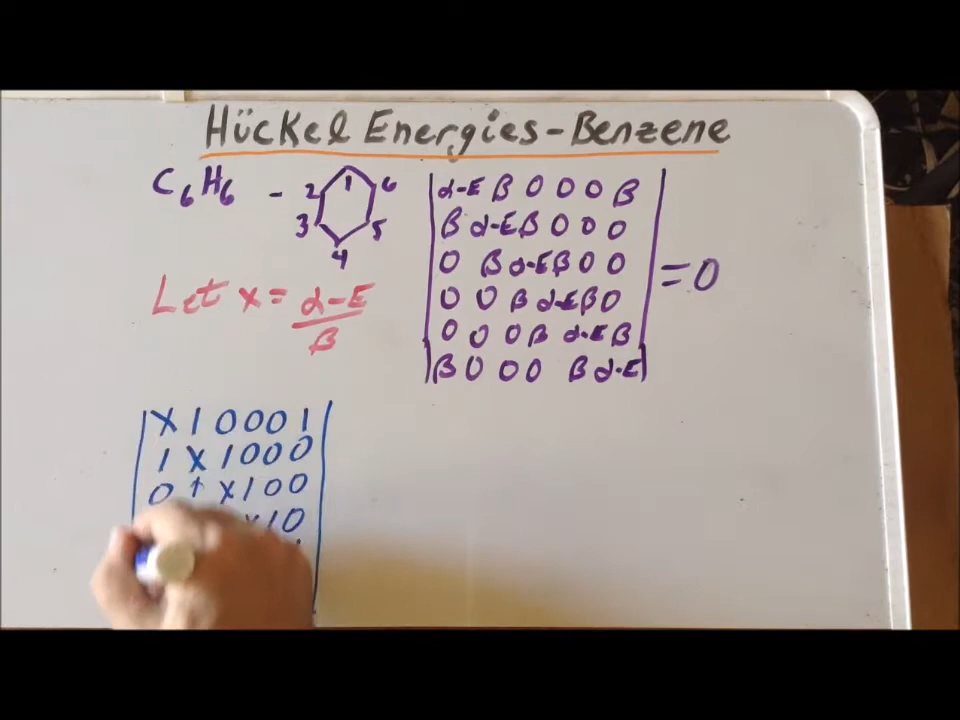 Hückel Energies-Benzene
C6H6 -
1
2
3
4
5
6
Let x = α-E
β
α-E β 0 0 0 β
β α-E β 0 0 0
0 β α-E β 0 0
0 0 β α-E β 0
0 0 0 β α-E β
β 0 0 0 β α-E
=0
x 1 0 0 0 1
1 x 1 0 0 0
0 1 x 1 0 0
x 1 0